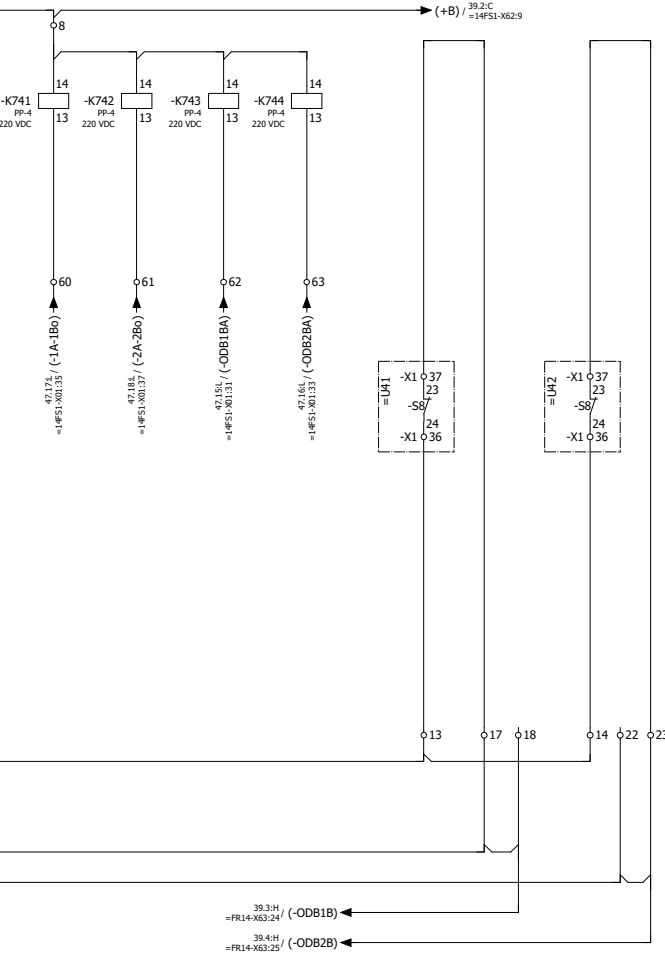 (+B) / 39.2:C
=14FS1-X62:9
8
14
14
14
14
-K741
-K742
-K743
-K744
PP-4
PP-4
PP-4
PP-4
220 VDC
220 VDC
220 VDC
220 VDC
13
13
13
13
60
61
62
63
47.17:L / (-1A-1Bo)
=14FS1-X01:35
47.18:L / (-2A-2Bo)
=14FS1-X01:37
47.15:L / (-ODB1BA)
=14FS1-X01:31
47.16:L / (-ODB2BA)
=14FS1-X01:33
=U41
-X1 37
23
-S8
24
-X1 36
=U42
-X1 37
23
-S8
24
-X1 36
13
17
18
14
22
23
39.3:H / (-ODB1B)
=FR14-X63:24
39.4:H / (-ODB2B)
=FR14-X63:25